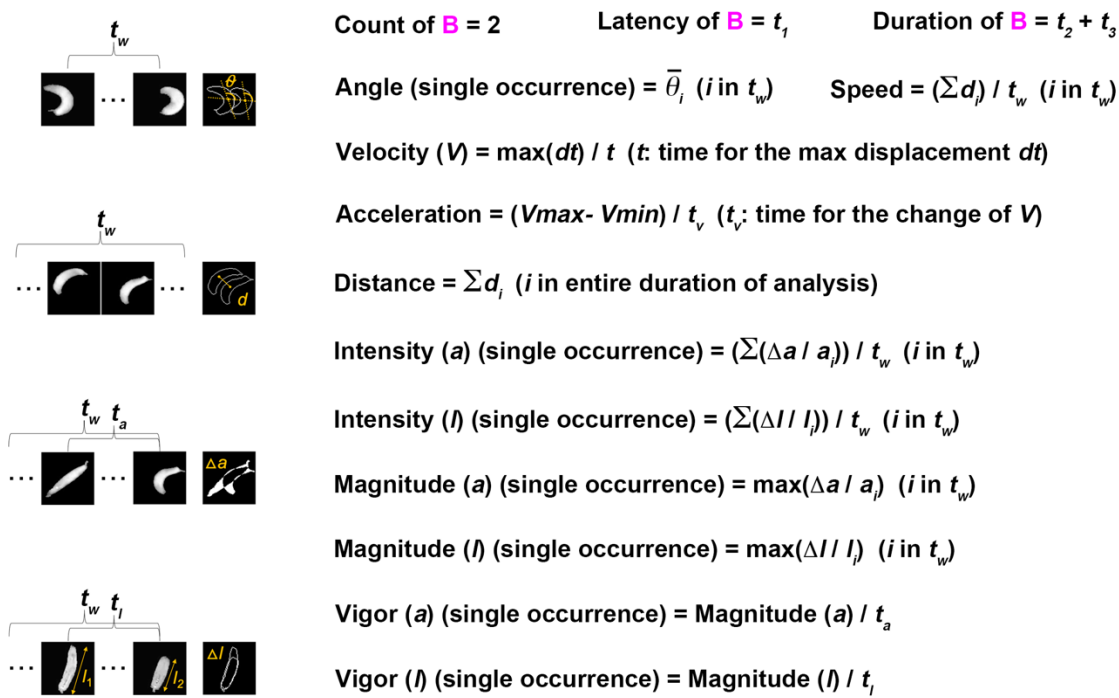 t_w
Count of B = 2
Latency of B = t_1
Duration of B = t_2 + t_3
θ
Angle (single occurrence) = θ̅_i (i in t_w)
Speed = (Σd_i) / t_w (i in t_w)
Velocity (V) = max(dt) / t (t: time for the max displacement dt)
t_w
Acceleration = (Vmax- Vmin) / t_v (t_v: time for the change of V)
... ...
d
Distance = Σd_i (i in entire duration of analysis)
Intensity (a) (single occurrence) = (Σ(Δa / a_i)) / t_w (i in t_w)
t_w t_a
Intensity (l) (single occurrence) = (Σ(Δl / l_i)) / t_w (i in t_w)
... ...
Δa
Magnitude (a) (single occurrence) = max(Δa / a_i) (i in t_w)
Magnitude (l) (single occurrence) = max(Δl / l_i) (i in t_w)
t_w t_l
Vigor (a) (single occurrence) = Magnitude (a) / t_a
... l_1 ... l_2
Δl
Vigor (l) (single occurrence) = Magnitude (l) / t_l